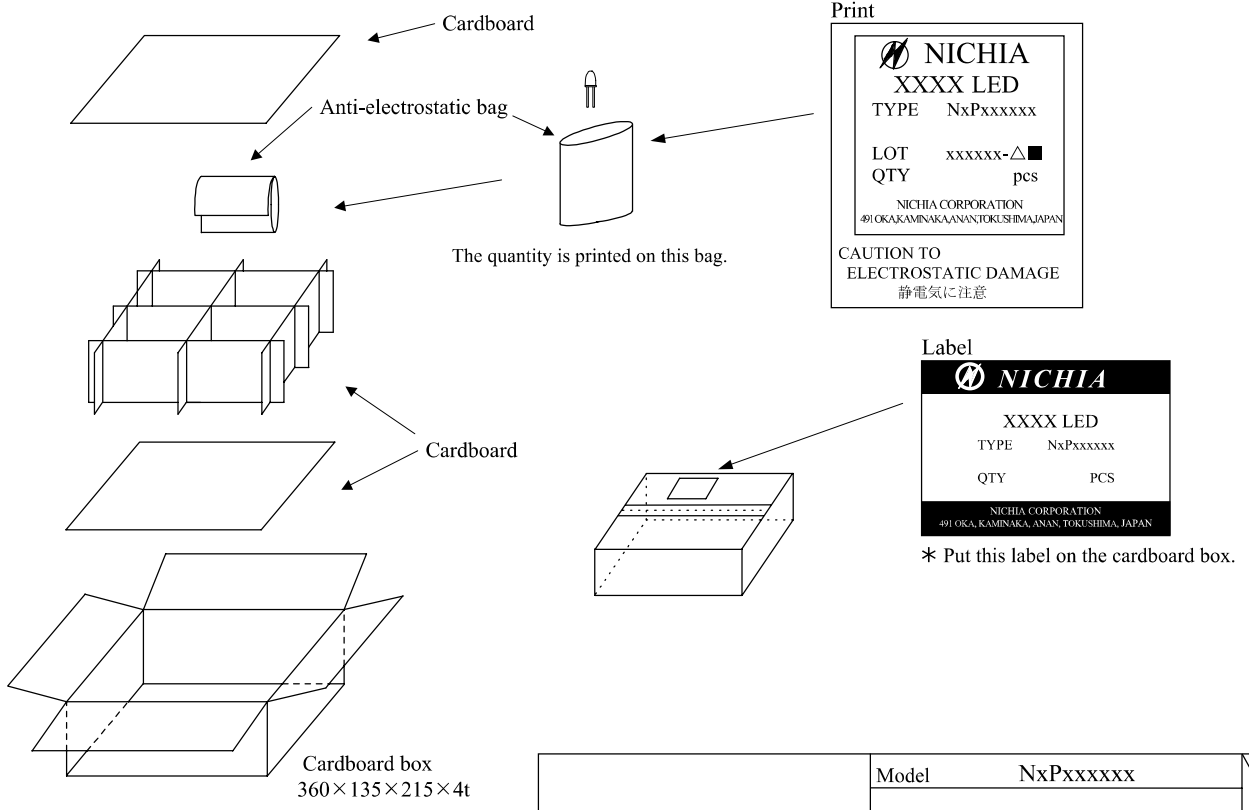 Cardboard
Anti-electrostatic bag
The quantity is printed on this bag.
Print
NICHIA
XXXX LED
TYPE NxPxxxxxx
LOT xxxxxx-△■
QTY pcs
NICHIA CORPORATION
491 OKA,KAMINAKA,ANAN,TOKUSHIMA,JAPAN
CAUTION TO
ELECTROSTATIC DAMAGE
静電気に注意
Cardboard
Label
NICHIA
XXXX LED
TYPE NxPxxxxxx
QTY PCS
NICHIA CORPORATION
491 OKA, KAMINAKA, ANAN, TOKUSHIMA, JAPAN
* Put this label on the cardboard box.
Cardboard box
360×135×215×4t
Model NxPxxxxxx